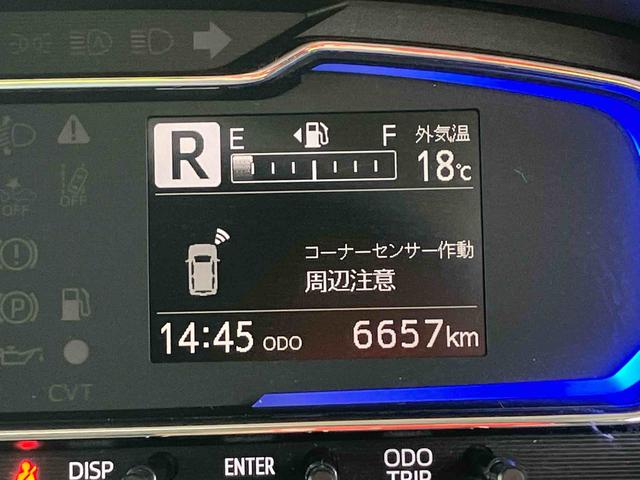 R E F 外気温
18℃
OFF OFF
コーナーセンサー作動
周辺注意
14:45 ODO 6657km
CVT
DISP ENTER ODO
TRIP